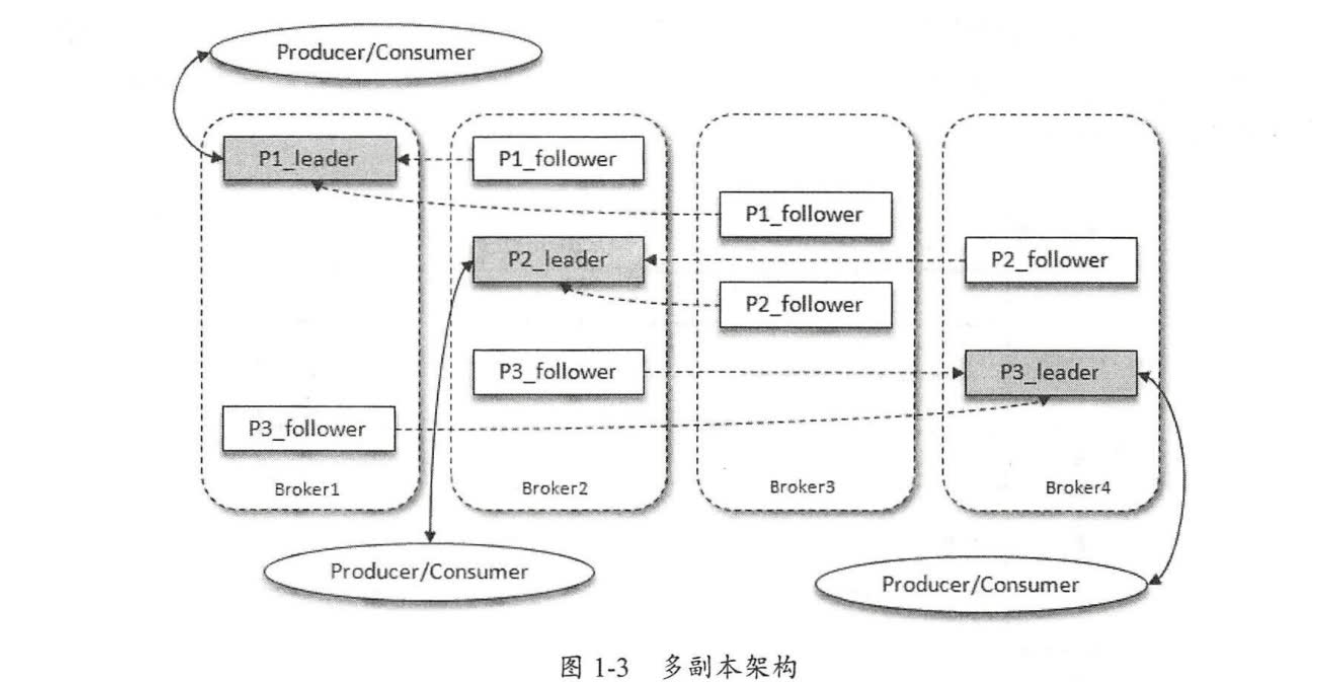 Producer/Consumer
P1_leader
P1_follower
P1_follower
P2_leader
P2_follower
P2_follower
P3_follower
P3_leader
P3_follower
Broker1
Broker2
Broker3
Broker4
Producer/Consumer
Producer/Consumer
图 1-3 多副本架构